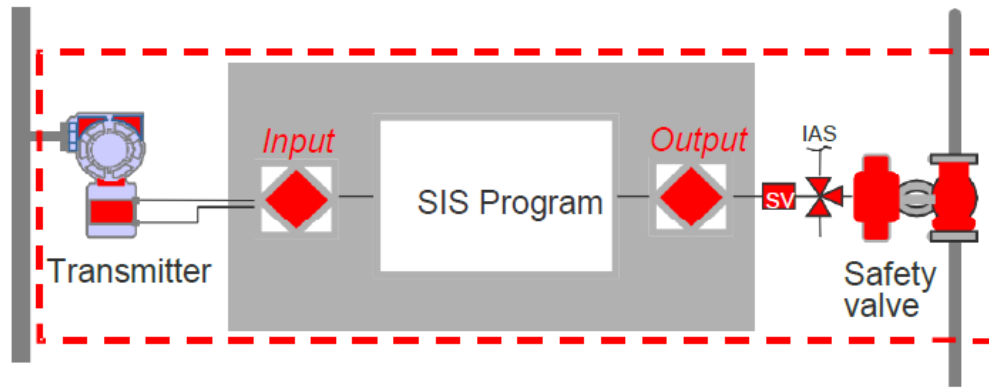 Input
Output
IAS
SIS Program
SV
Transmitter
Safety
valve